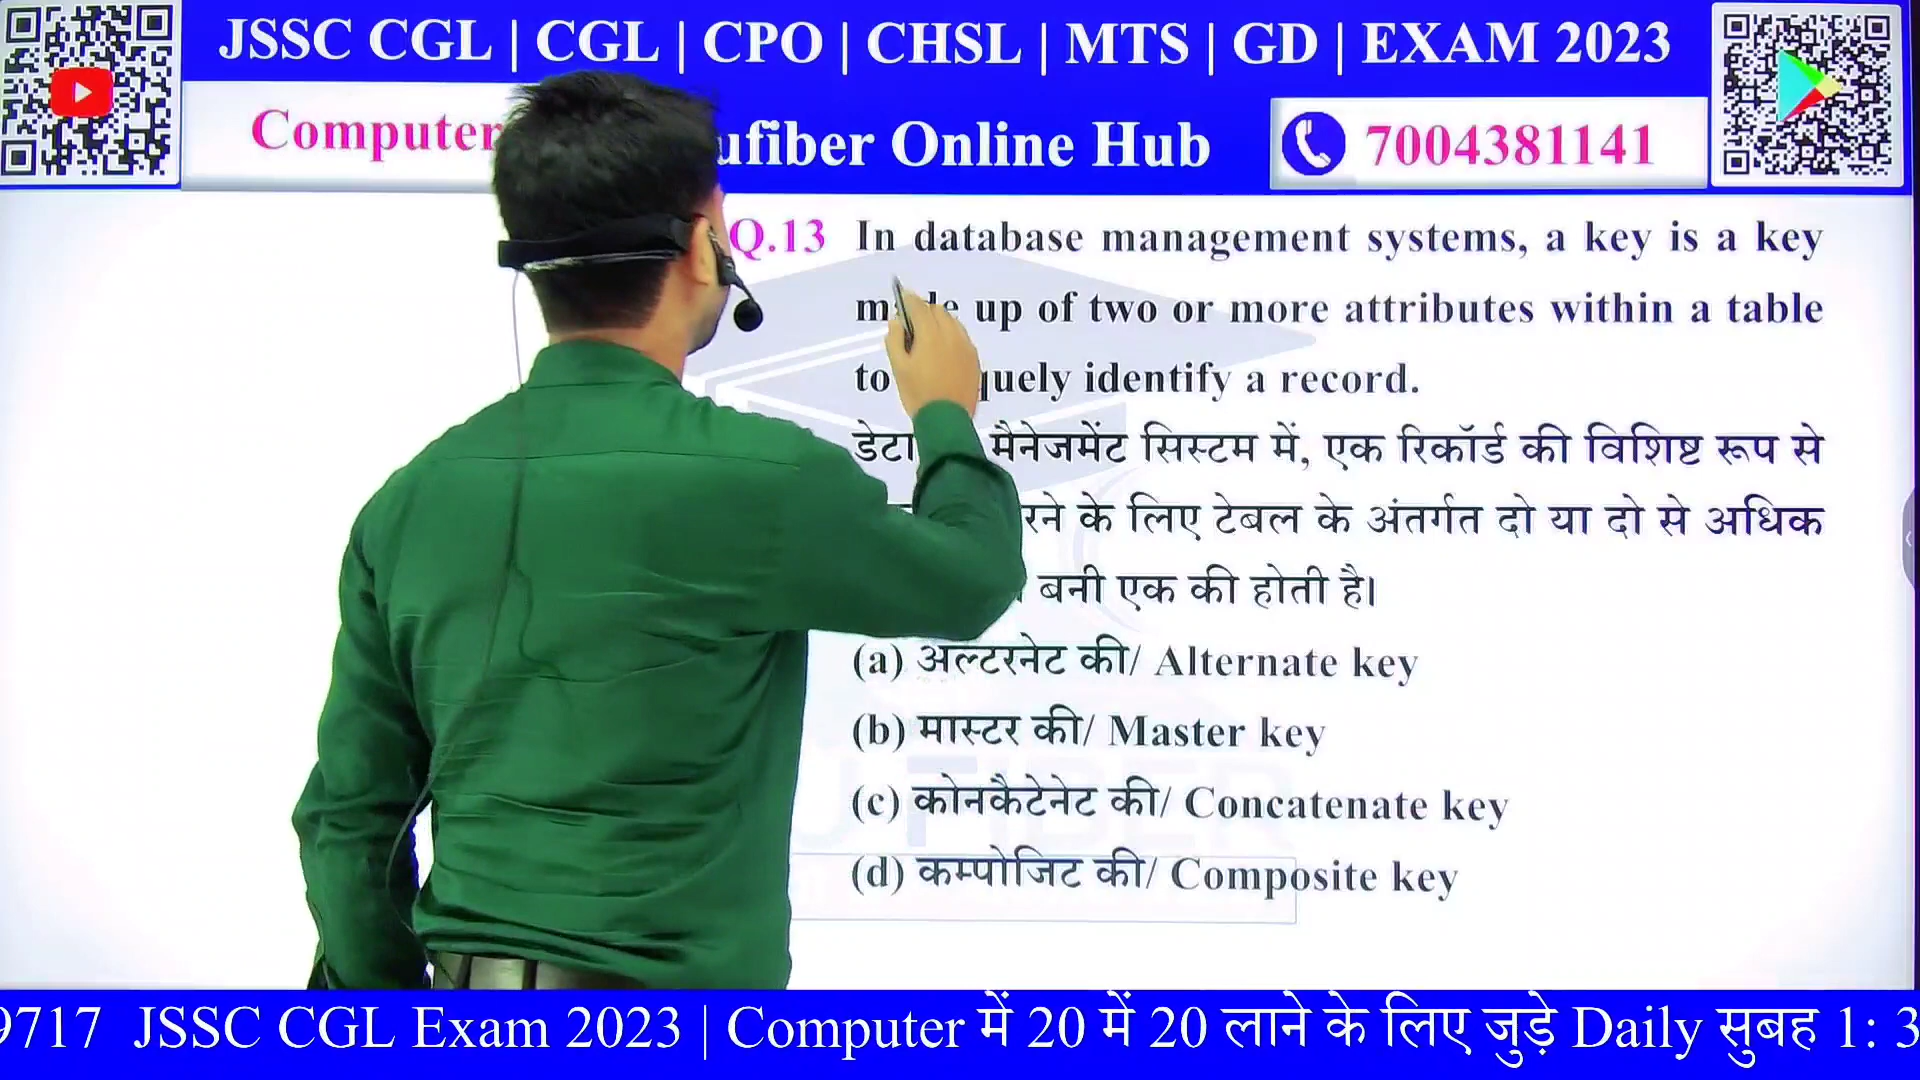 JSSC CGL | CGL | CPO | CHSL | MTS | GD | EXAM 2023
Computer
ufiber Online Hub
7004381141
Q.13 In database management systems, a key is a key
up of two or more attributes within a table
to identify a record.
मैनेजमेंट सिस्टम में, एक रिकॉर्ड की विशिष्ट रूप से
के लिए टेबल के अंतर्गत दो या दो से अधिक
बनी एक की होती है।
(a) अल्टरनेट की/ Alternate key
(b) मास्टर की/ Master key
(c) कोनकैटेनेट की/ Concatenate key
(d) कम्पोजिट की/ Composite key
9717 JSSC CGL Exam 2023 | Computer में 20 में 20 लाने के लिए जुड़े Daily सुबह 1: 3